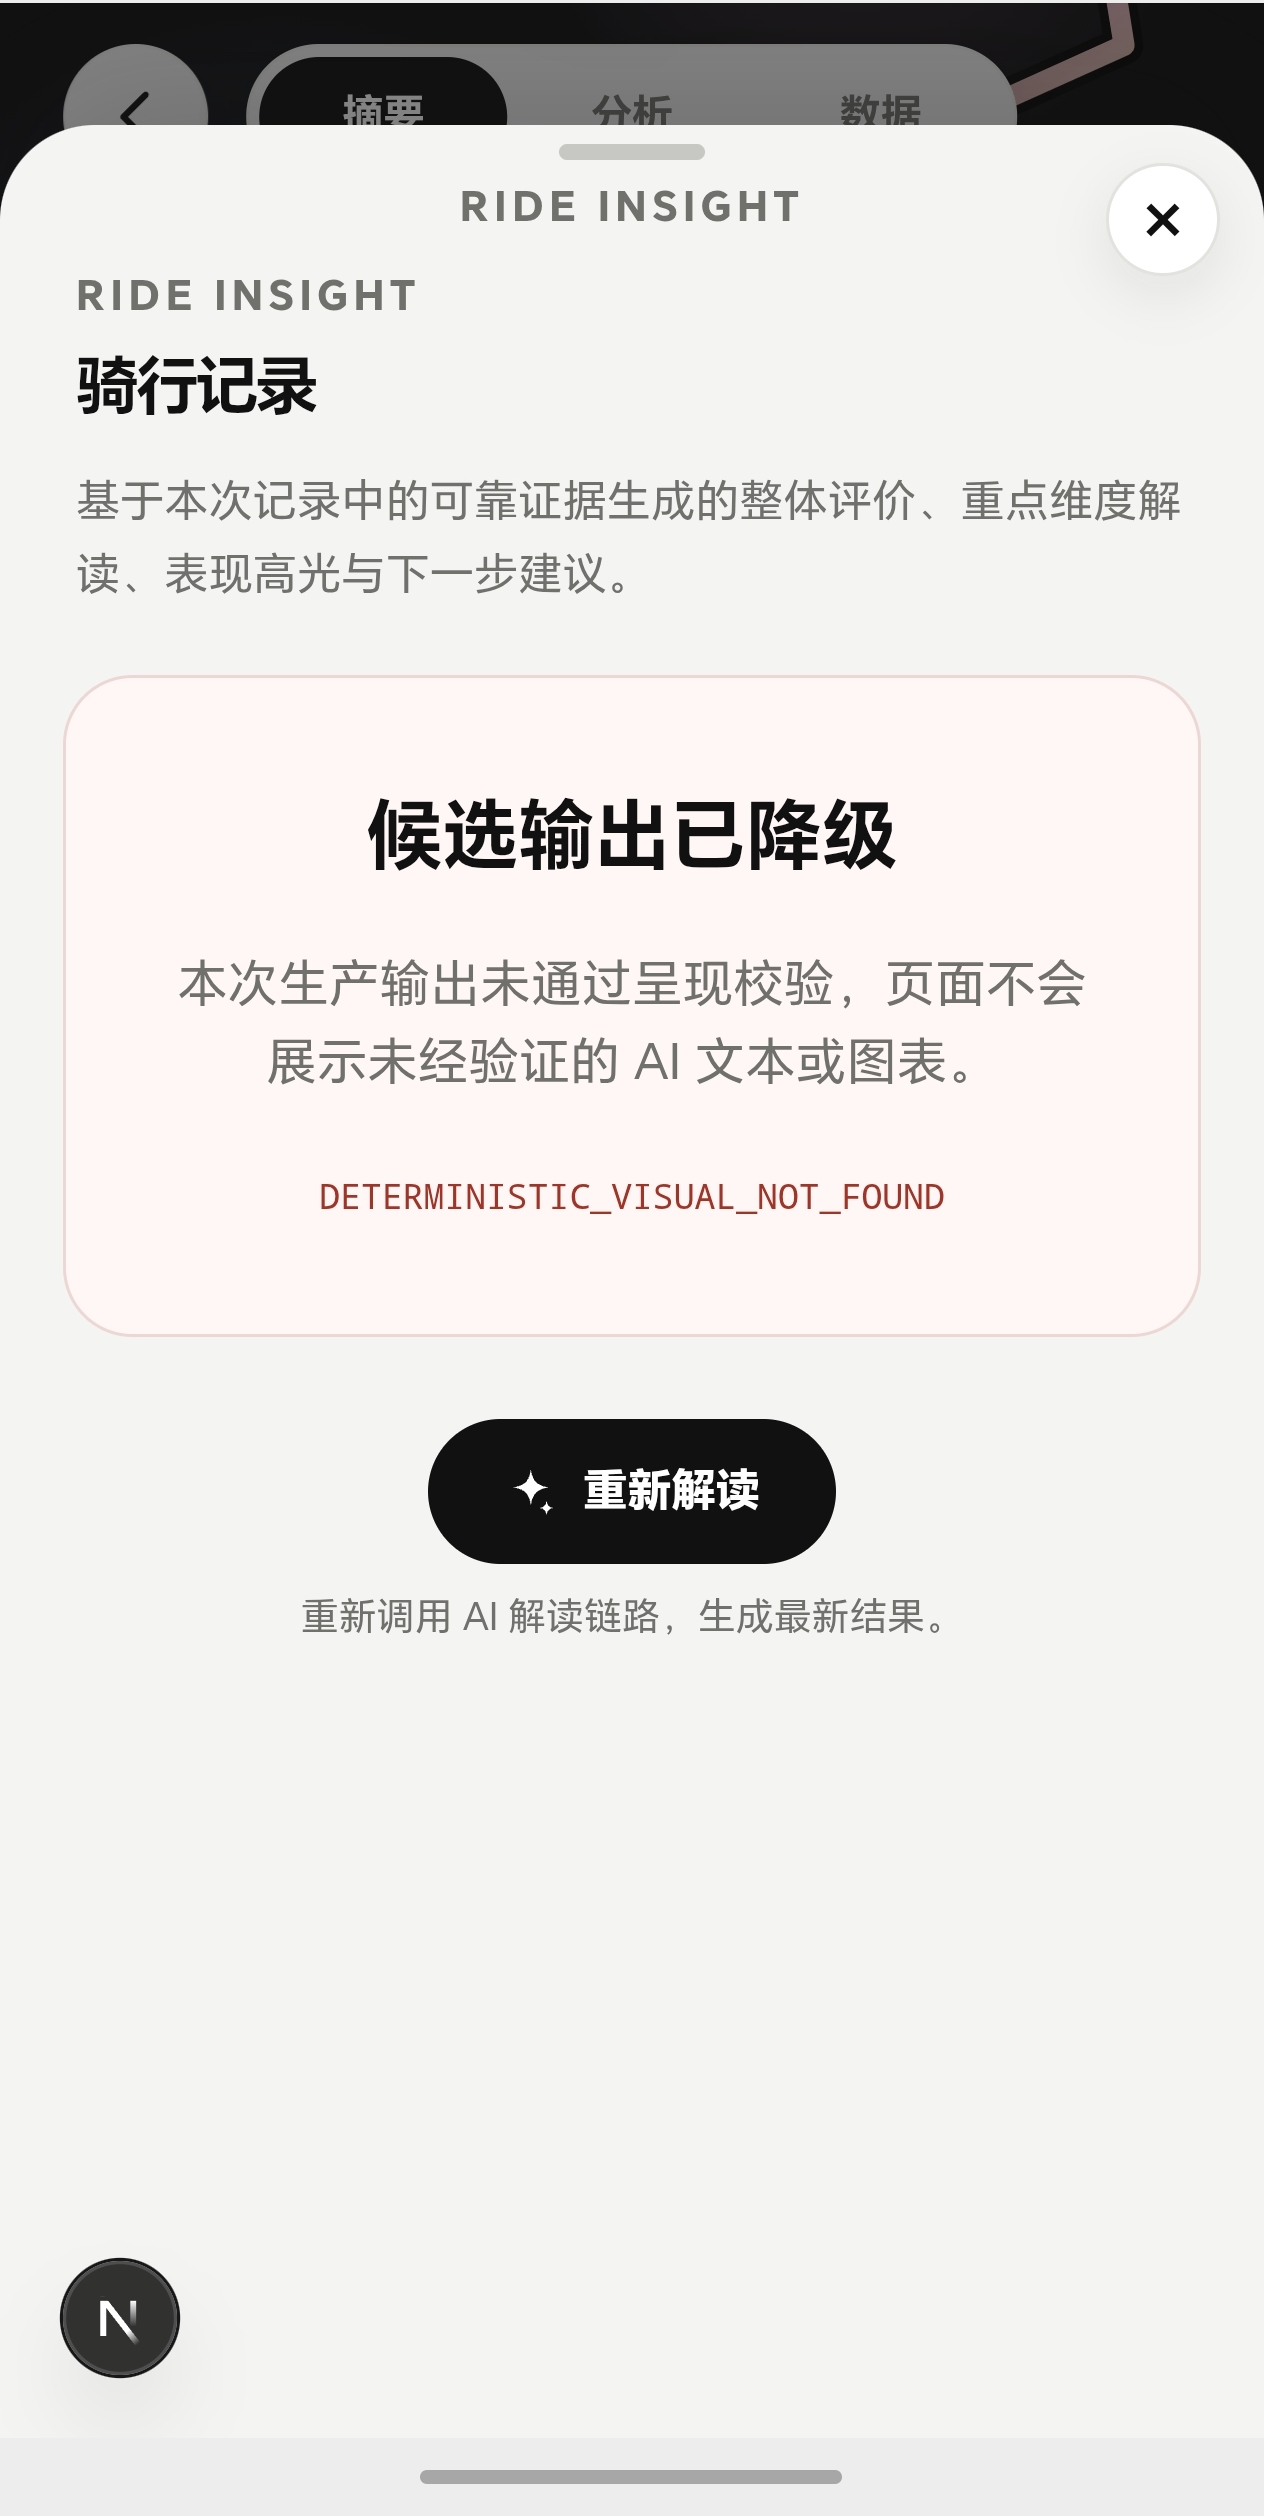 摘要 分析 数据
RIDE INSIGHT
RIDE INSIGHT
骑行记录
基于本次记录中的可靠证据生成的整体评价、重点维度解
读、表现高光与下一步建议。
候选输出已降级
本次生产输出未通过呈现校验，页面不会
展示未经验证的 AI 文本或图表。
DETERMINISTIC_VISUAL_NOT_FOUND
重新解读
重新调用 AI 解读链路，生成最新结果。
N